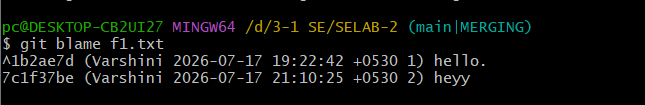 pc@DESKTOP-CB2UI27 MINGW64 /d/3-1 SE/SELAB-2 (main|MERGING)
$ git blame f1.txt
^1b2ae7d (Varshini 2026-07-17 19:22:42 +0530 1) hello.
7c1f37be (Varshini 2026-07-17 21:10:25 +0530 2) heyy